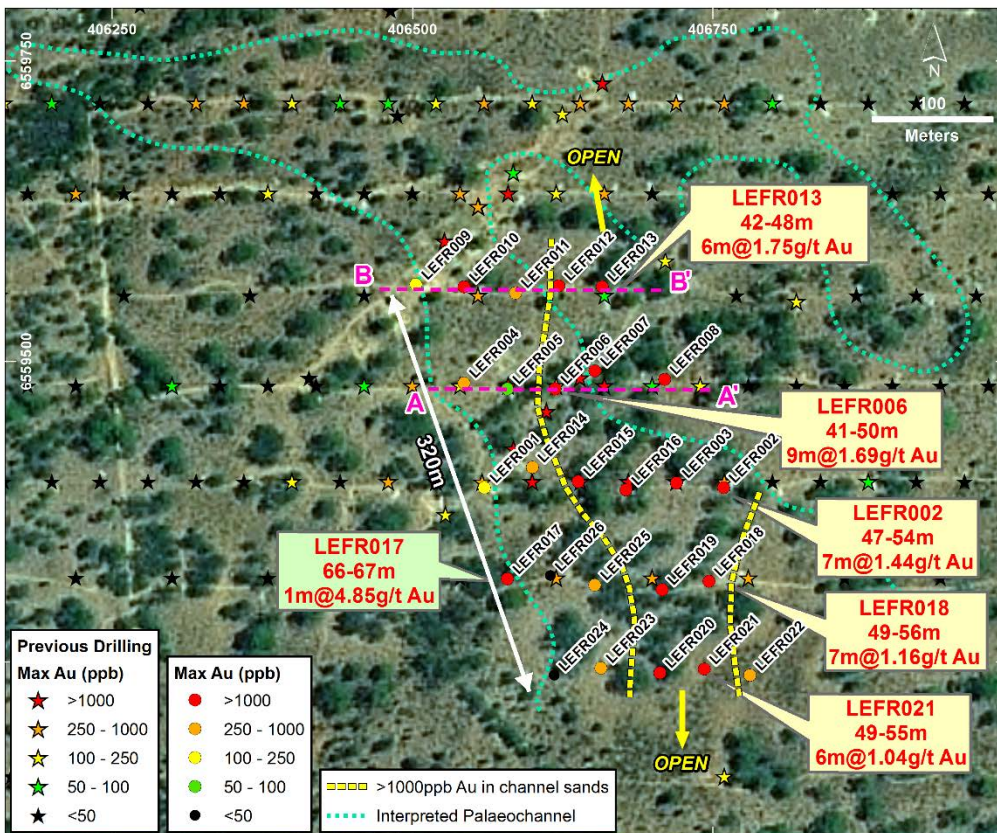 406250
406500
406750
6559750
N
100
Meters
OPEN
LEFR013
42-48m
6m@1.75g/t Au
LEFR009
LEFR010
LEFR011
LEFR012
LEFR013
B
B'
6559500
LEFR004
LEFR005
LEFR006
LEFR007
LEFR008
A
A'
LEFR006
41-50m
9m@1.69g/t Au
320m
LEFR001
LEFR014
LEFR015
LEFR016
LEFR003
LEFR002
LEFR002
47-54m
7m@1.44g/t Au
LEFR017
66-67m
1m@4.85g/t Au
LEFR017
LEFR026
LEFR025
LEFR019
LEFR018
LEFR018
49-56m
7m@1.16g/t Au
LEFR024
LEFR023
LEFR020
LEFR021
LEFR022
LEFR021
49-55m
6m@1.04g/t Au
OPEN
Previous Drilling
Max Au (ppb)
>1000
250 - 1000
100 - 250
50 - 100
<50
Max Au (ppb)
>1000
250 - 1000
100 - 250
50 - 100
<50
>1000ppb Au in channel sands
Interpreted Palaeochannel